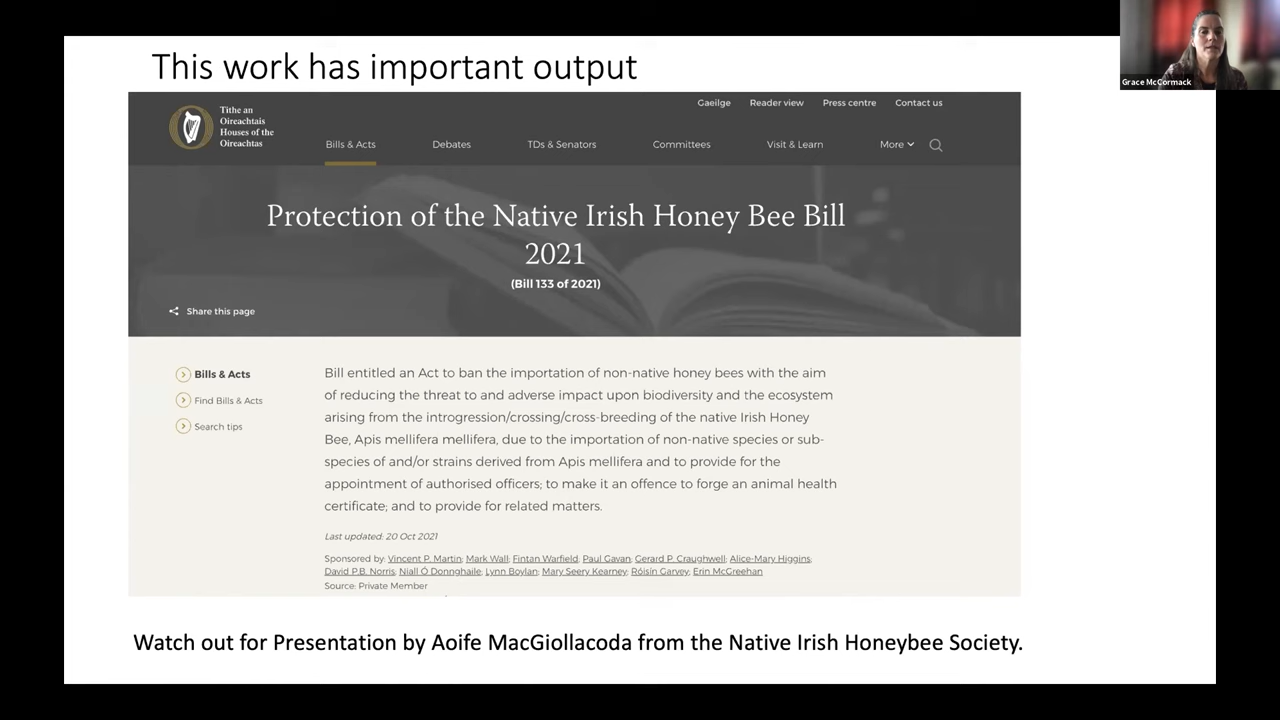 This work has important output
Grace McCormack
Tithe an
Oireachtais
Houses of the
Oireachtas
Gaeilge Reader view Press centre Contact us
Bills & Acts Debates TDs & Senators Committees Visit & Learn More
Protection of the Native Irish Honey Bee Bill
2021
(Bill 133 of 2021)
Share this page
Bills & Acts
Find Bills & Acts
Search tips
Bill entitled an Act to ban the importation of non-native honey bees with the aim
of reducing the threat to and adverse impact upon biodiversity and the ecosystem
arising from the introgression/crossing/cross-breeding of the native Irish Honey
Bee, Apis mellifera mellifera, due to the importation of non-native species or sub-
species of and/or strains derived from Apis mellifera and to provide for the
appointment of authorised officers; to make it an offence to forge an animal health
certificate; and to provide for related matters.
Last updated: 20 Oct 2021
Sponsored by: Vincent P. Martin; Mark Wall; Fintan Warfield; Paul Gavan; Gerard P. Craughwell; Alice-Mary Higgins;
David P.B. Norris; Niall Ó Donnghaile; Lynn Boylan; Mary Seery Kearney; Róisín Garvey; Erin McGreehan
Source: Private Member
Watch out for Presentation by Aoife MacGiollacoda from the Native Irish Honeybee Society.